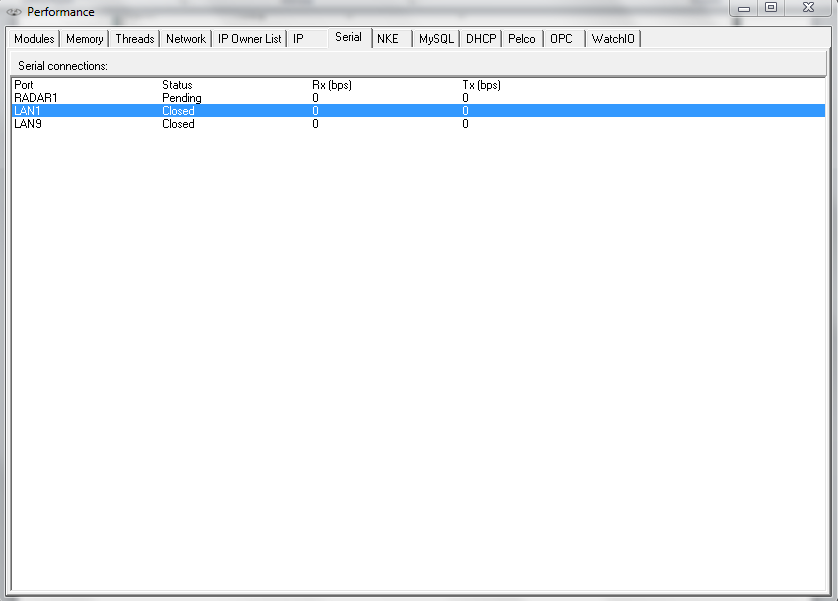 Performance
Modules Memory Threads Network IP Owner List IP Serial NKE MySQL DHCP Pelco OPC WatchIO
Serial connections:
Port Status Rx (bps) Tx (bps)
RADAR1 Pending 0 0
LAN1 Closed 0 0
LAN9 Closed 0 0